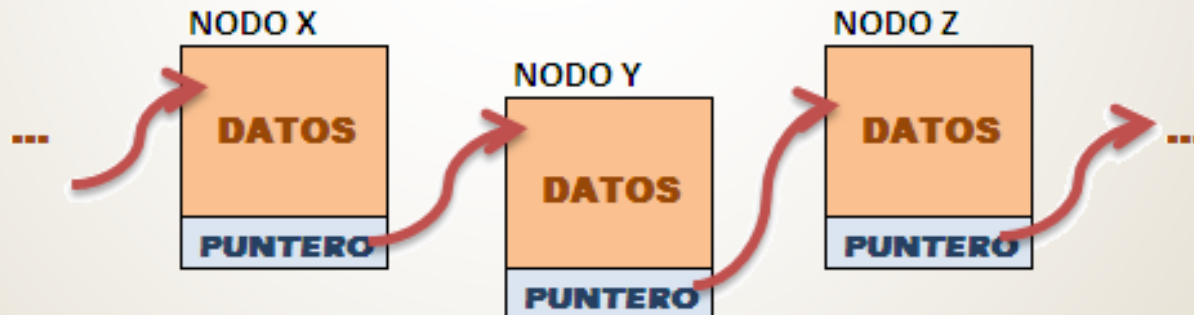 NODO X
NODO Z
NODO Y
... DATOS DATOS ...
DATOS
PUNTERO PUNTERO
PUNTERO